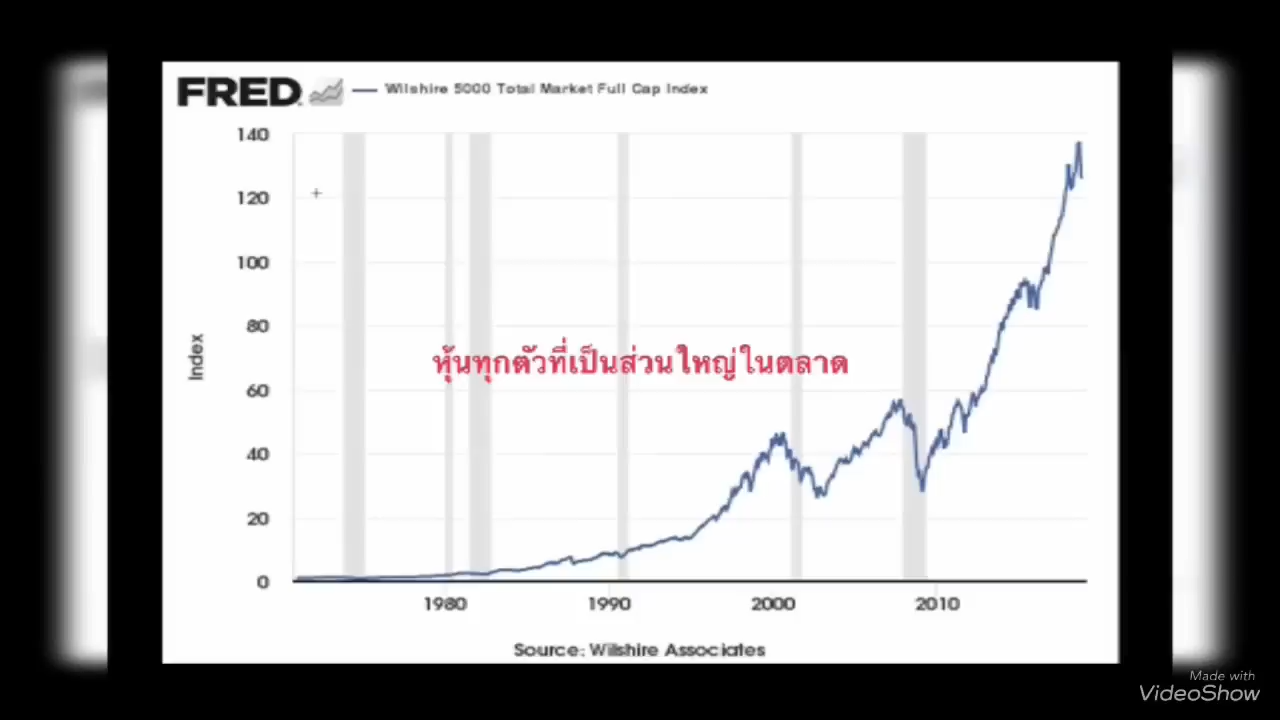 FRED
Wilshire 5000 Total Market Full Cap Index
140
120
100
80
60
40
20
0
Index
หุ้นทุกตัวที่เป็นส่วนใหญ่ในตลาด
1980
1990
2000
2010
Source: Wilshire Associates
Made with
VideoShow